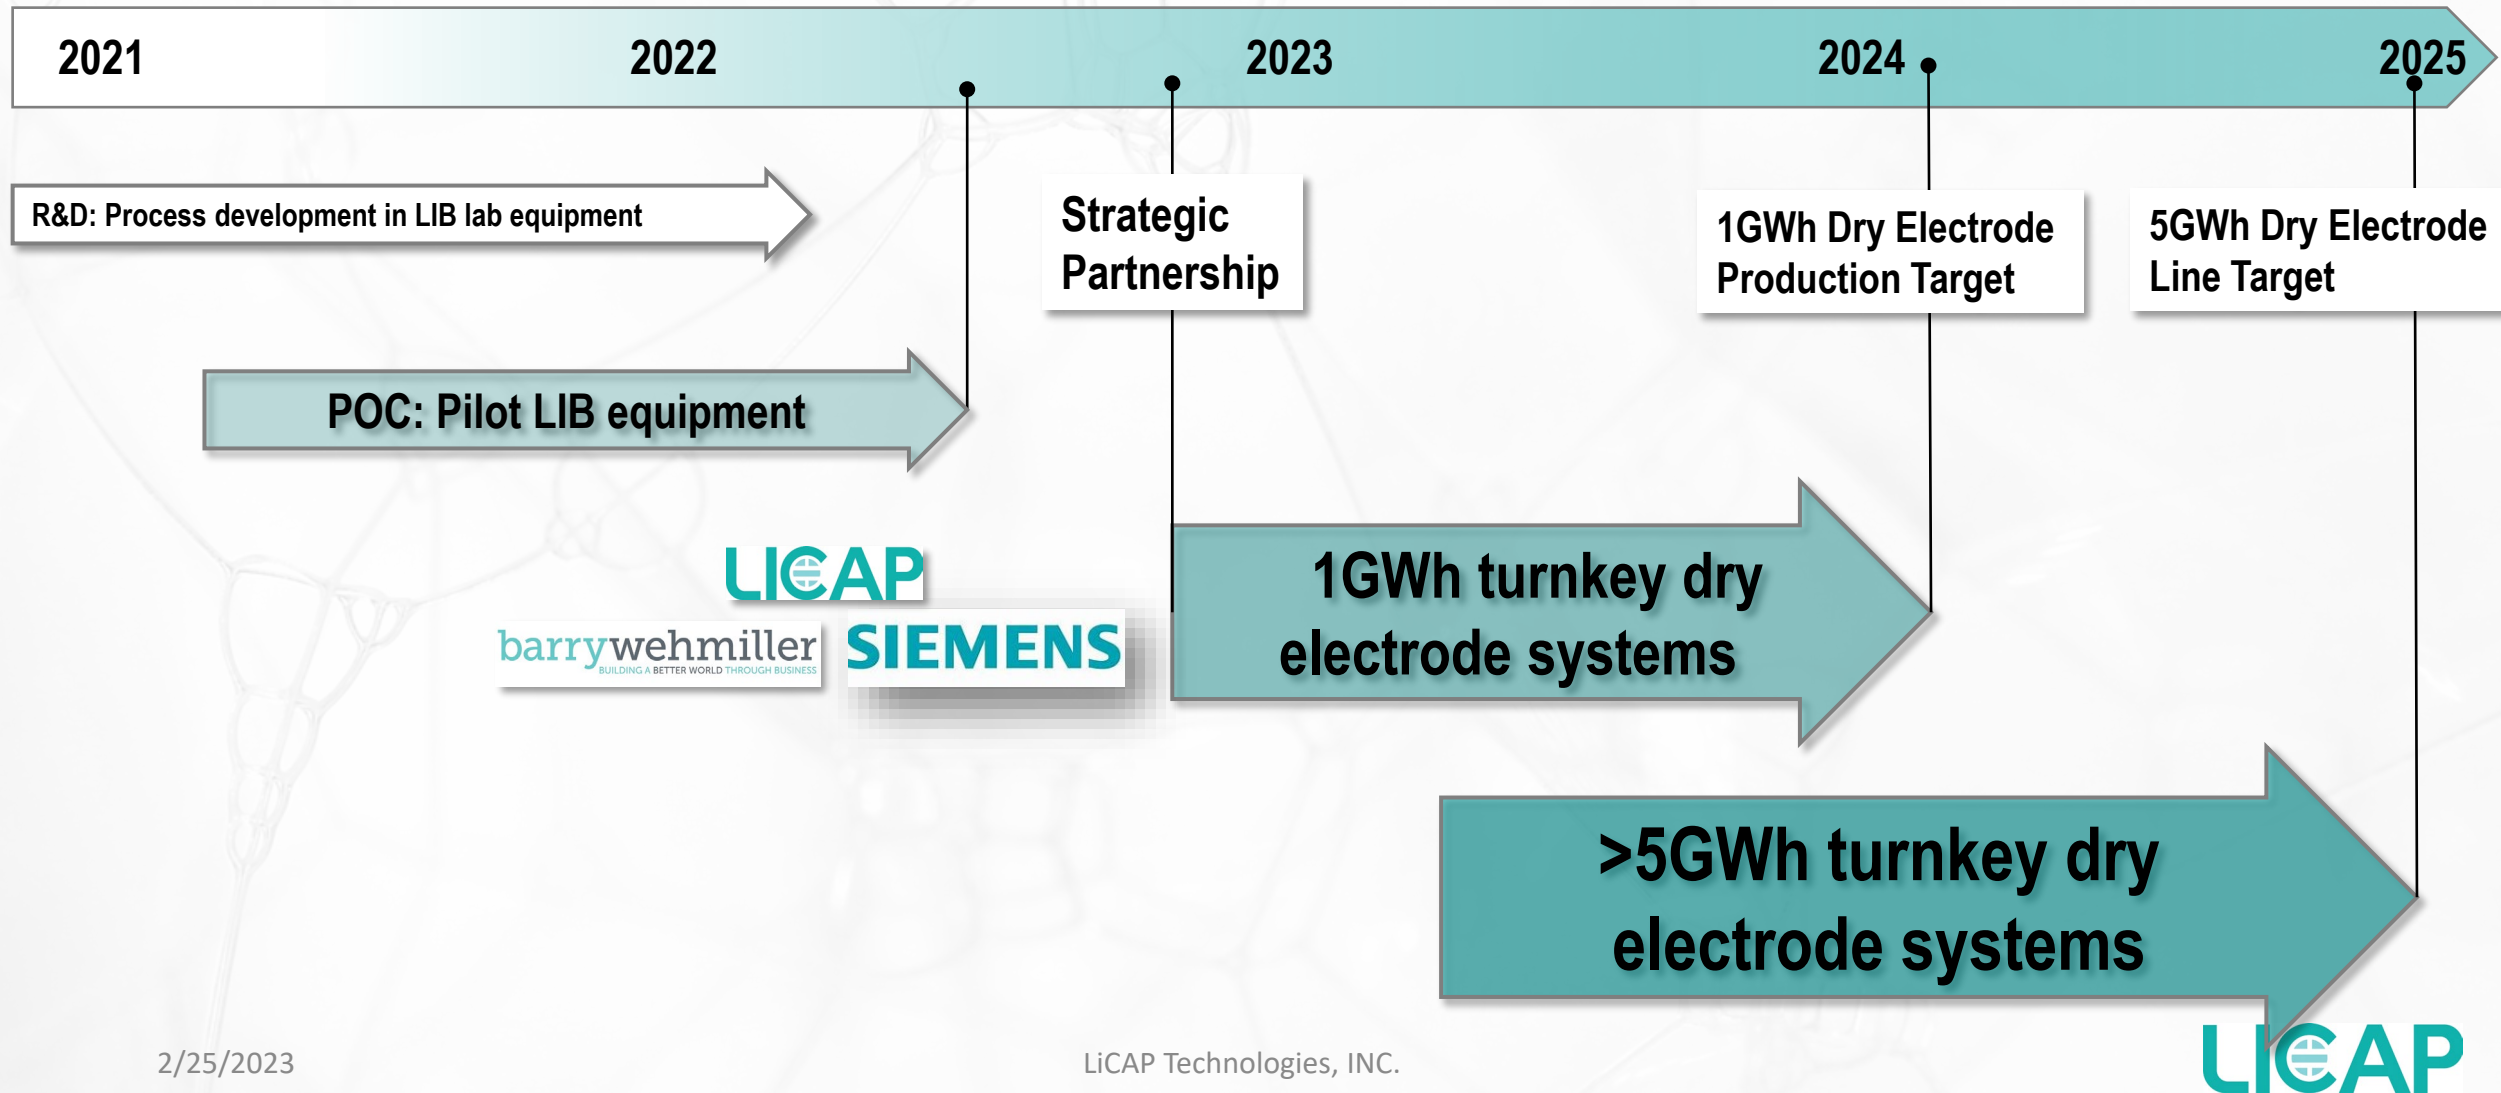 2021 2022 2023 2024 2025
R&D: Process development in LIB lab equipment
Strategic
Partnership
1GWh Dry Electrode
Production Target
5GWh Dry Electrode
Line Target
POC: Pilot LIB equipment
LICAP
barrywehmiller
BUILDING A BETTER WORLD THROUGH BUSINESS
SIEMENS
1GWh turnkey dry
electrode systems
>5GWh turnkey dry
electrode systems
2/25/2023
LiCAP Technologies, INC.
LICAP